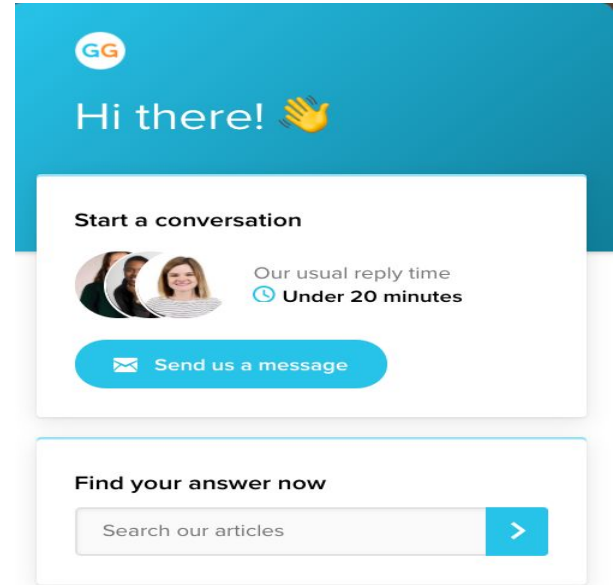 GG
Hi there! 👋
Start a conversation
Our usual reply time
Under 20 minutes
Send us a message
Find your answer now
Search our articles